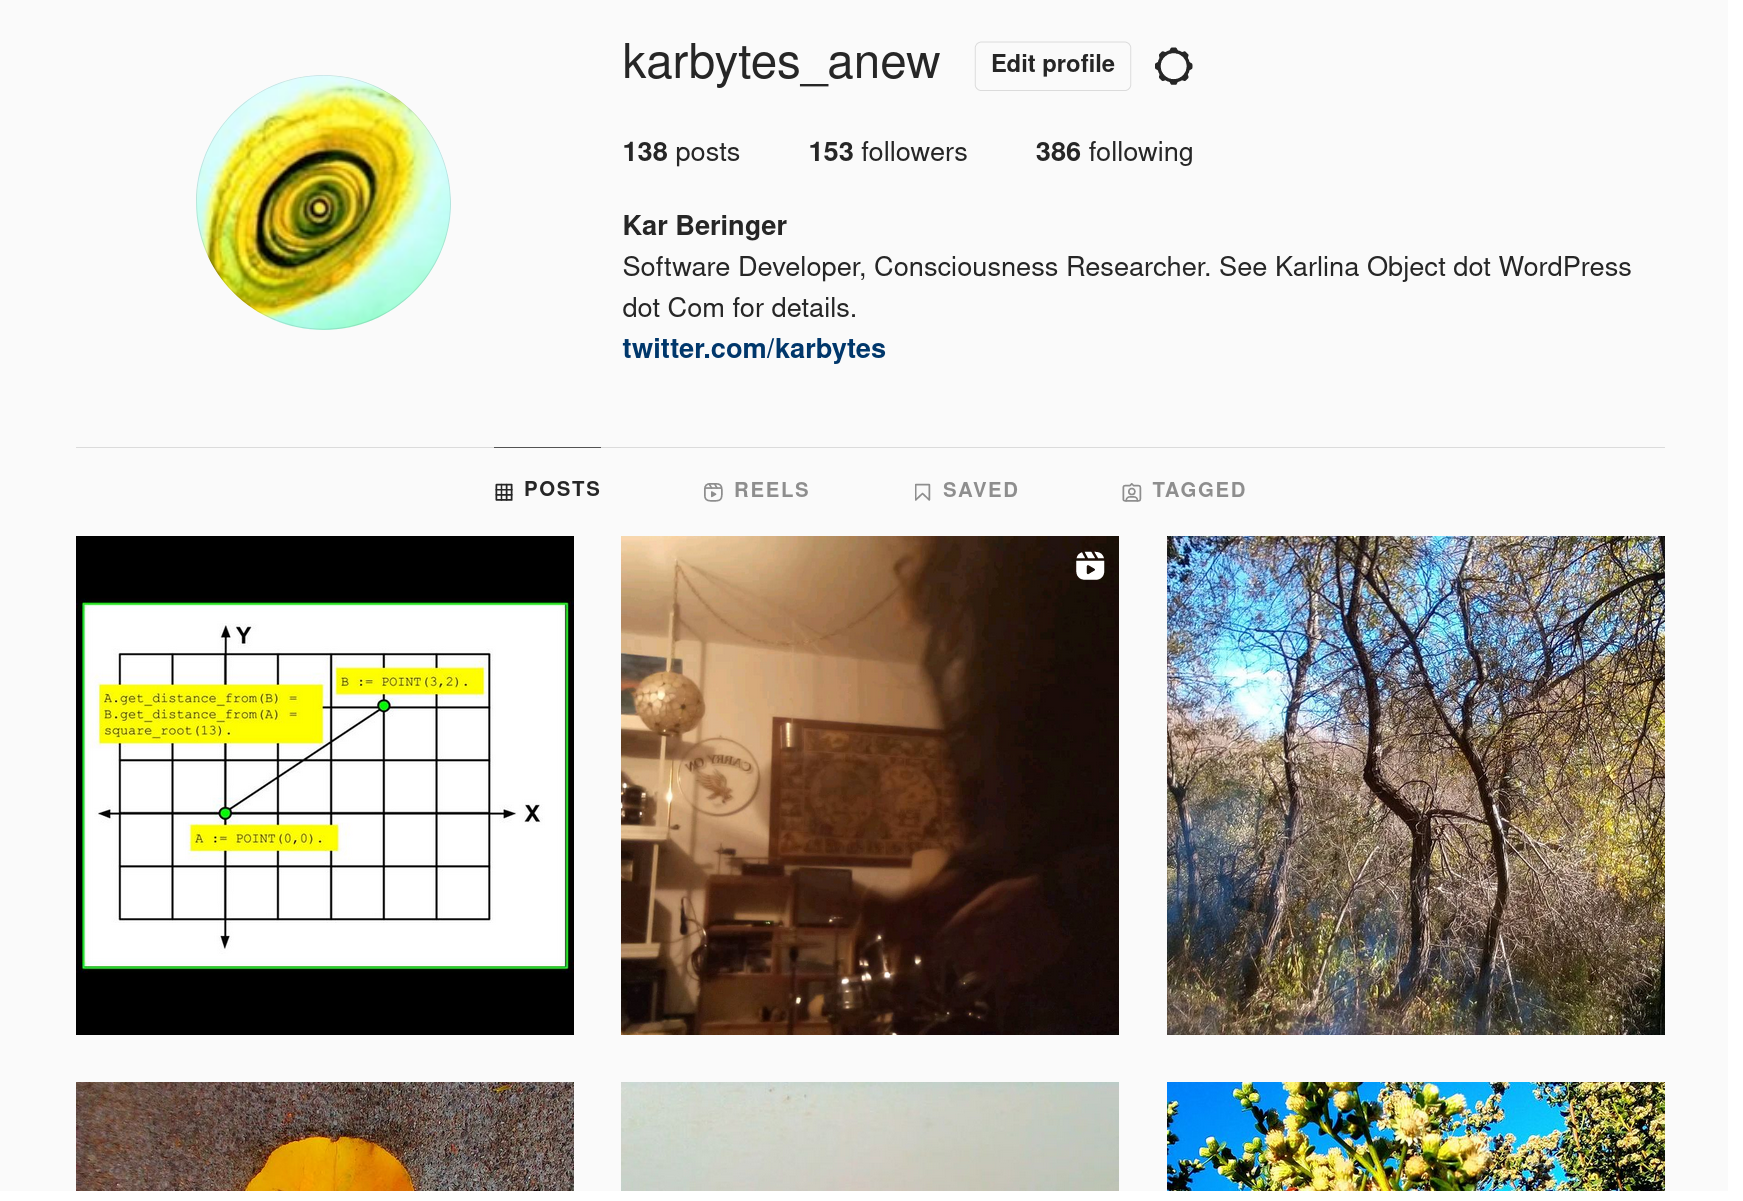 karbytes_anew
Edit profile
138 posts 153 followers 386 following
Kar Beringer
Software Developer, Consciousness Researcher. See Karlina Object dot WordPress
dot Com for details.
twitter.com/karbytes
POSTS REELS SAVED TAGGED
Y
B := POINT(3,2).
A.get_distance_from(B) =
B.get_distance_from(A) =
square_root(13).
X
A := POINT(0,0).
CARRY ON